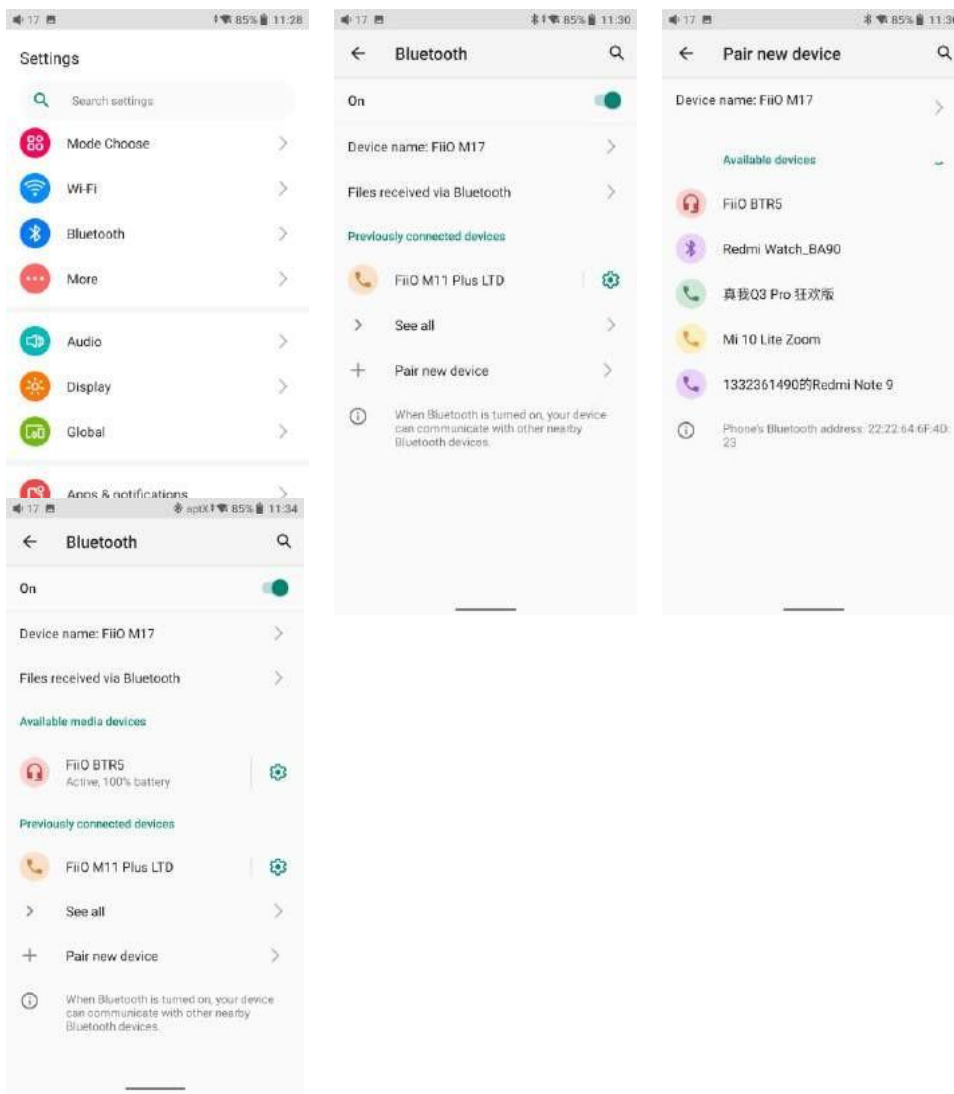 17 85% 11:28
Settings
Search settings
Mode Choose
Wi-Fi
Bluetooth
More
Audio
Display
Global
Apps & notifications
17 85% 11:30
Bluetooth
On
Device name: FiiO M17
Files received via Bluetooth
Previously connected devices
FiiO M11 Plus LTD
See all
Pair new device
When Bluetooth is turned on, your device
can communicate with other nearby
Bluetooth devices.
17 85% 11:30
Pair new device
Device name: FiiO M17
Available devices
FiiO BTR5
Redmi Watch_BA90
真我Q3 Pro 狂欢版
Mi 10 Lite Zoom
1332361490的Redmi Note 9
Phone's Bluetooth address: 22:22:64:6F:4D:
23
17 aptX 85% 11:34
Bluetooth
On
Device name: FiiO M17
Files received via Bluetooth
Available media devices
FiiO BTR5
Active, 100% battery
Previously connected devices
FiiO M11 Plus LTD
See all
Pair new device
When Bluetooth is turned on, your device
can communicate with other nearby
Bluetooth devices.